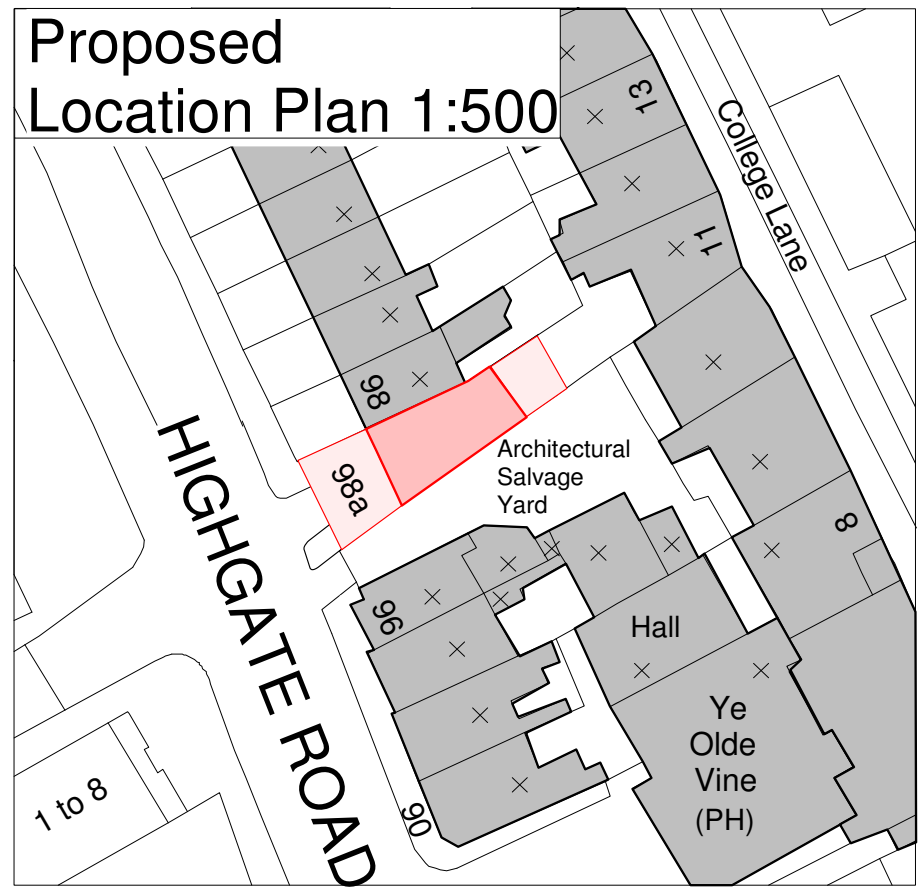 Proposed
Location Plan 1:500
13
College Lane
11
98
98a
HIGHGATE ROAD
Architectural
Salvage
Yard
8
96
Hall
Ye
Olde
Vine
(PH)
1 to 8
90